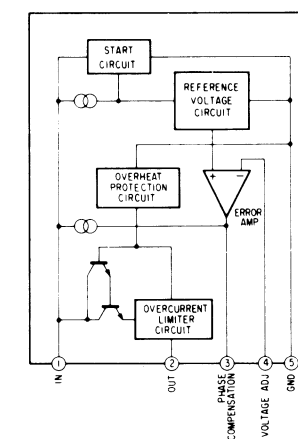 START
CIRCUIT
REFERENCE
VOLTAGE
CIRCUIT
OVERHEAT
PROTECTION
CIRCUIT
+ −
ERROR
AMP
OVERCURRENT
LIMITER
CIRCUIT
1 2 3 4 5
IN
OUT
PHASE
COMPENSATION
VOLTAGE ADJ
GND